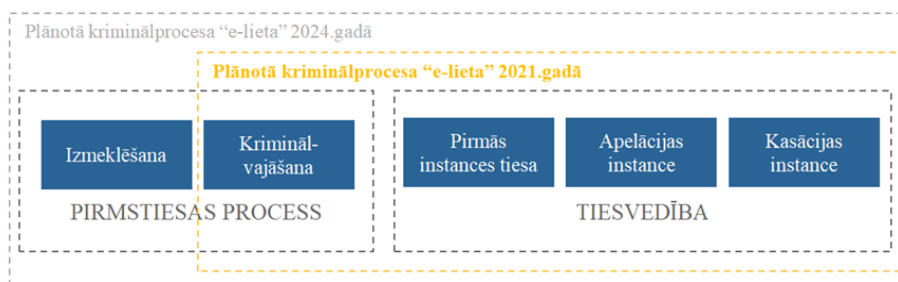 Plānotā kriminālprocesa “e-lieta” 2024.gadā
Plānotā kriminālprocesa “e-lieta” 2021.gadā
Izmeklēšana
Krimināl-
vajāšana
PIRMSTIESAS PROCESS
Pirmās
instances tiesa
Apelācijas
instance
Kasācijas
instance
TIESVEDĪBA